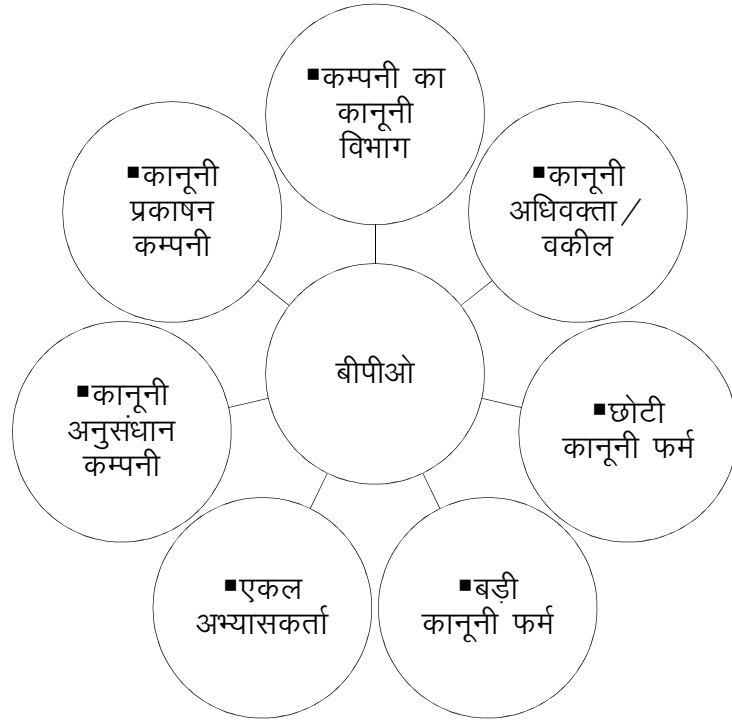 ▪कम्पनी का
कानूनी
विभाग
▪कानूनी
प्रकाषन
कम्पनी
▪कानूनी
अधिवक्ता/
वकील
बीपीओ
▪कानूनी
अनुसंधान
कम्पनी
▪छोटी
कानूनी फर्म
▪एकल
अभ्यासकर्ता
▪बड़ी
कानूनी फर्म